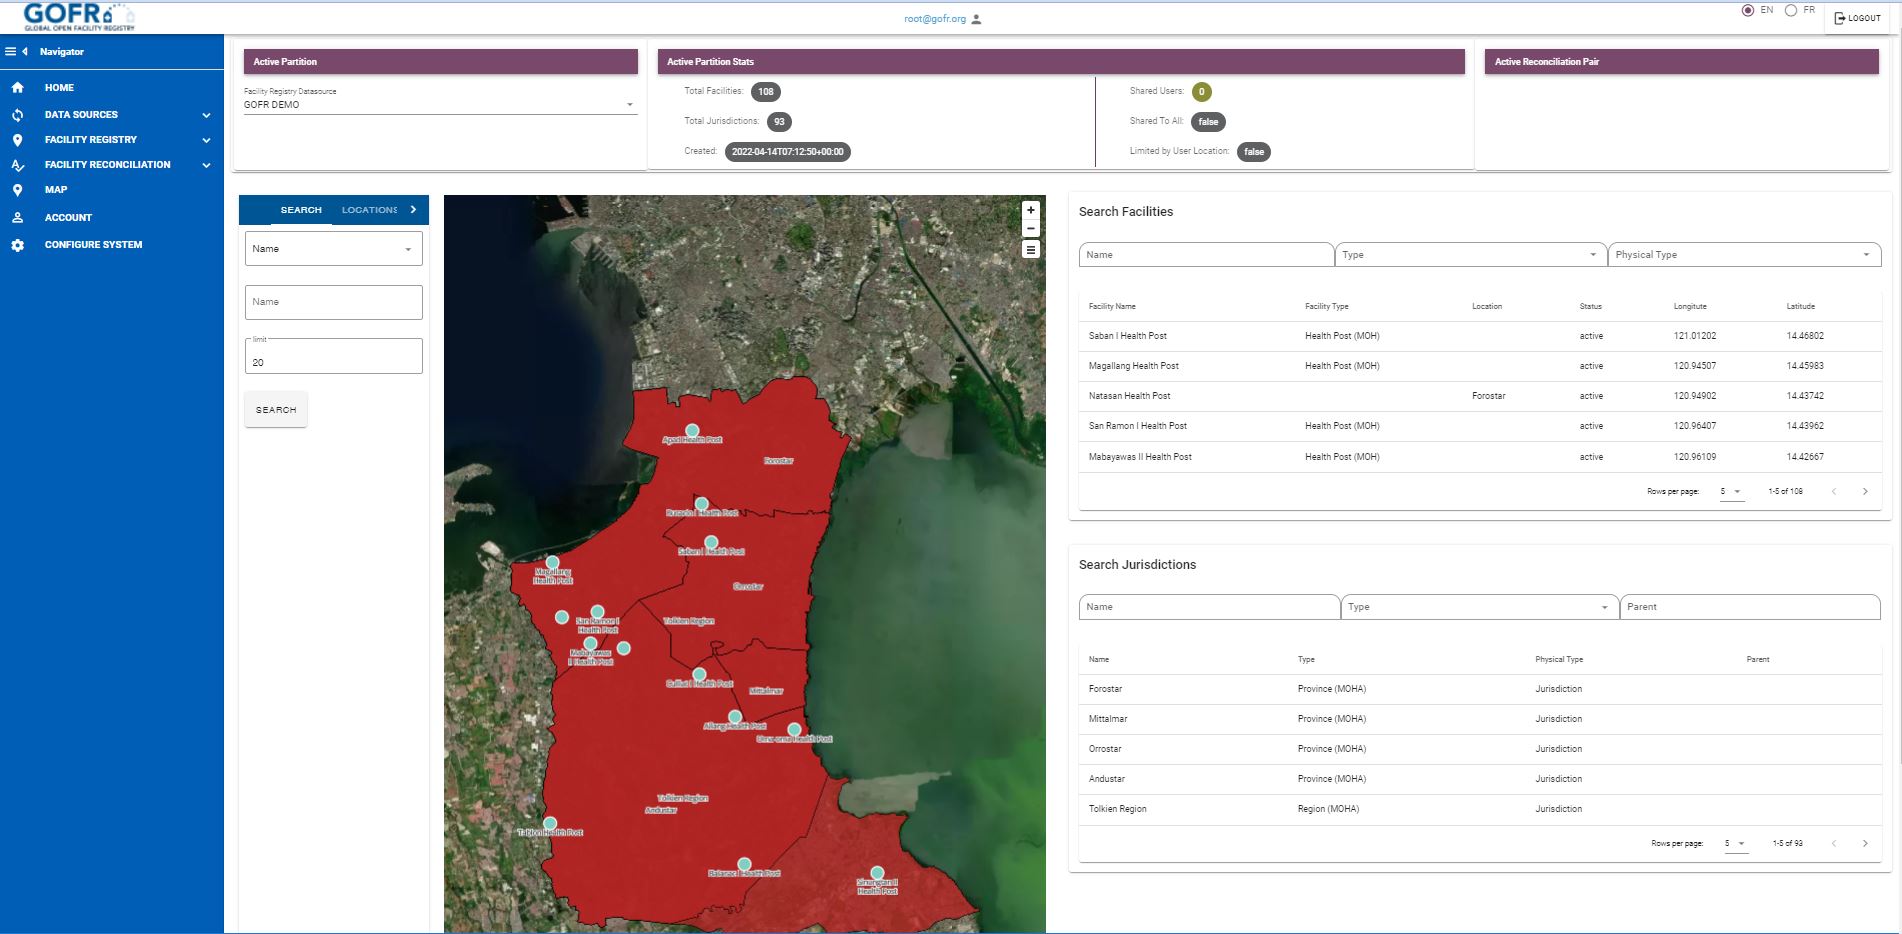 GOFR
GLOBAL OPEN FACILITY REGISTRY
root@gofr.org
EN FR
LOGOUT
Navigator
HOME
DATA SOURCES
FACILITY REGISTRY
FACILITY RECONCILIATION
MAP
ACCOUNT
CONFIGURE SYSTEM
Active Partition
Facility Registry Datasource
GOFR DEMO
Active Partition Stats
Total Facilities: 108
Total Jurisdictions: 93
Created: 2022-04-14T07:12:50+00:00
Shared Users: 0
Shared To All: false
Limited by User Location: false
Active Reconciliation Pair
SEARCH LOCATIONS
Name
Name
limit
20
SEARCH
+
−
Apad Health Post
Forostar
Health Post
Saban I Health Post
Orrostar
Magallang
Health Post
San Ramon I
Health Post
Tolkien Region
Mabayawas
II Health Post
Health Post
Mittalmar
Health Post
Health Post
Tolkien Region
Andustar
Health Post
Health Post
Health Post
Search Facilities
Name Type Physical Type
Facility Name Facility Type Location Status Longitute Latitude
Saban I Health Post Health Post (MOH) active 121.01202 14.46802
Magallang Health Post Health Post (MOH) active 120.94507 14.45983
Natasan Health Post Forostar active 120.94902 14.43742
San Ramon I Health Post Health Post (MOH) active 120.96407 14.43962
Mabayawas II Health Post Health Post (MOH) active 120.96109 14.42667
Rows per page: 5 1-5 of 108
Search Jurisdictions
Name Type Parent
Name Type Physical Type Parent
Forostar Province (MOHA) Jurisdiction
Mittalmar Province (MOHA) Jurisdiction
Orrostar Province (MOHA) Jurisdiction
Andustar Province (MOHA) Jurisdiction
Tolkien Region Region (MOHA) Jurisdiction
Rows per page: 5 1-5 of 93